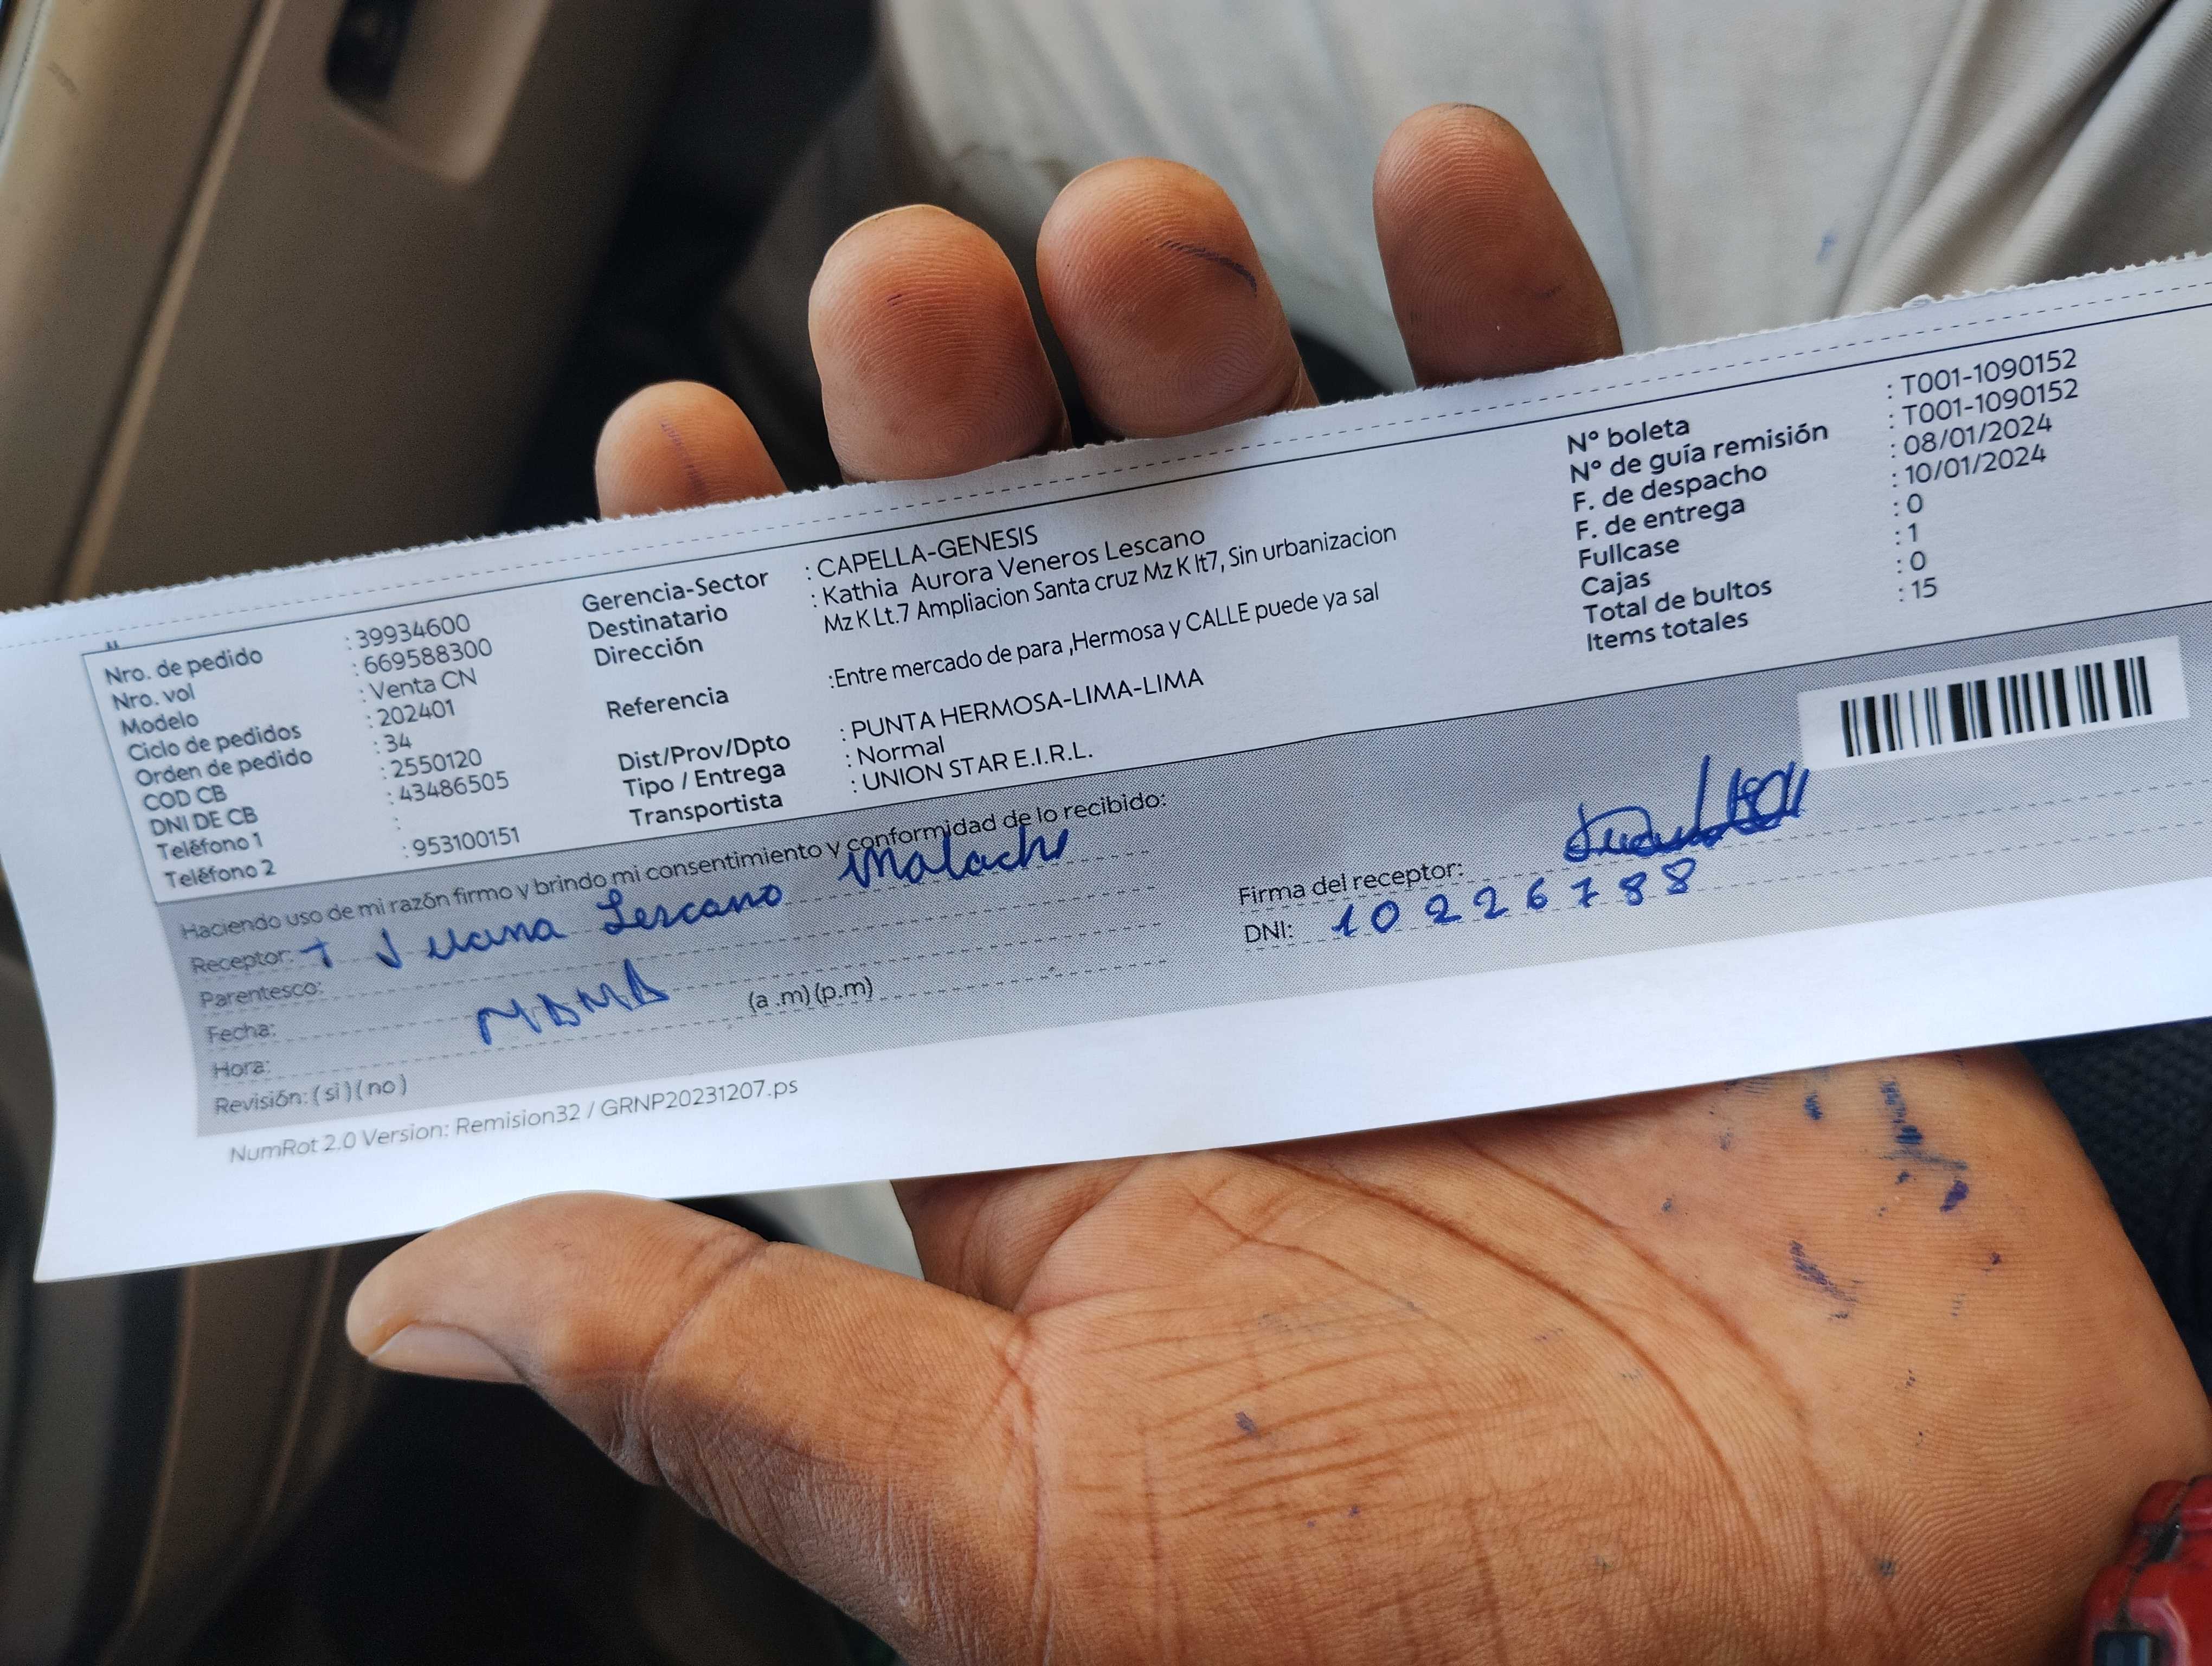 Nro. de pedido : 39934600
Nro. vol : 669588300
Modelo : Venta CN
Ciclo de pedidos : 202401
Orden de pedido : 34
COD CB : 2550120
DNI DE CB : 43486505
Teléfono 1 :
Teléfono 2 : 953100151
Gerencia-Sector : CAPELLA-GENESIS
Destinatario : Kathia Aurora Veneros Lescano
Dirección : Mz K Lt.7 Ampliacion Santa cruz Mz K lt7, Sin urbanizacion
Referencia :Entre mercado de para ,Hermosa y CALLE puede ya sal
Dist/Prov/Dpto : PUNTA HERMOSA-LIMA-LIMA
Tipo / Entrega : Normal
Transportista : UNION STAR E.I.R.L.
N° boleta : T001-1090152
N° de guía remisión : T001-1090152
F. de despacho : 08/01/2024
F. de entrega : 10/01/2024
Fullcase : 0
Cajas : 1
Total de bultos : 0
Items totales : 15
Haciendo uso de mi razón firmo y brindo mi consentimiento y conformidad de lo recibido:
Receptor: Juana Lescano Malache
Parentesco:
Fecha: MAMA
Hora: (a .m) (p.m)
Revisión: ( si ) ( no )
Firma del receptor:
DNI: 10226788
NumRot 2.0 Version: Remision32 / GRNP20231207.ps